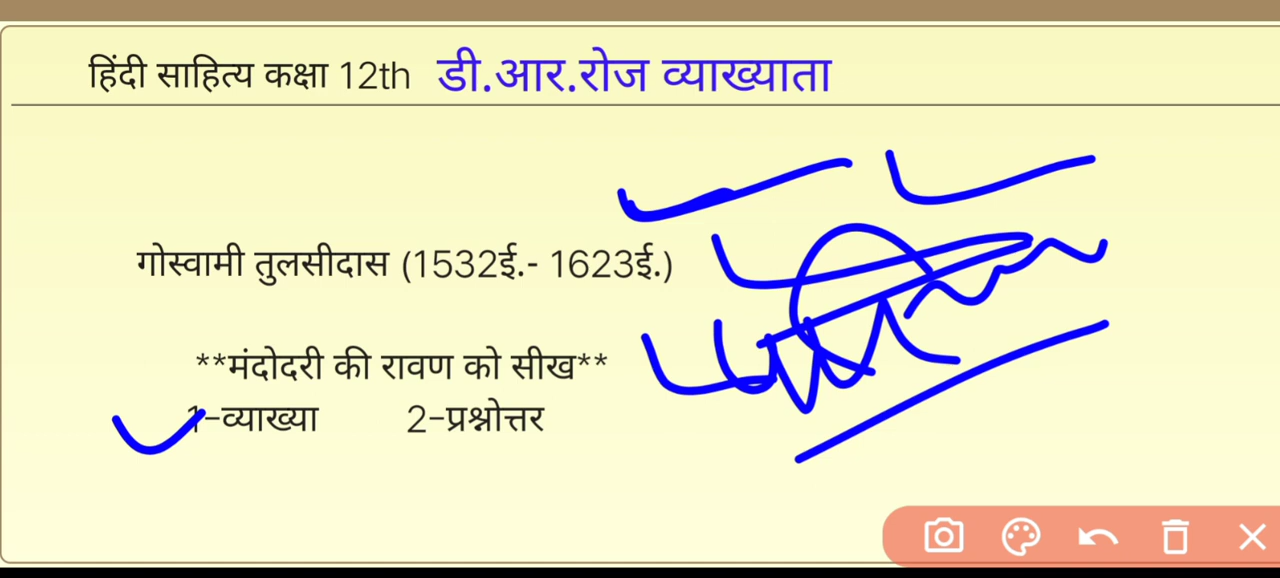 हिंदी साहित्य कक्षा 12th डी.आर.रोज व्याख्याता
गोस्वामी तुलसीदास (1532ई.- 1623ई.)
**मंदोदरी की रावण को सीख**
1-व्याख्या 2-प्रश्नोत्तर